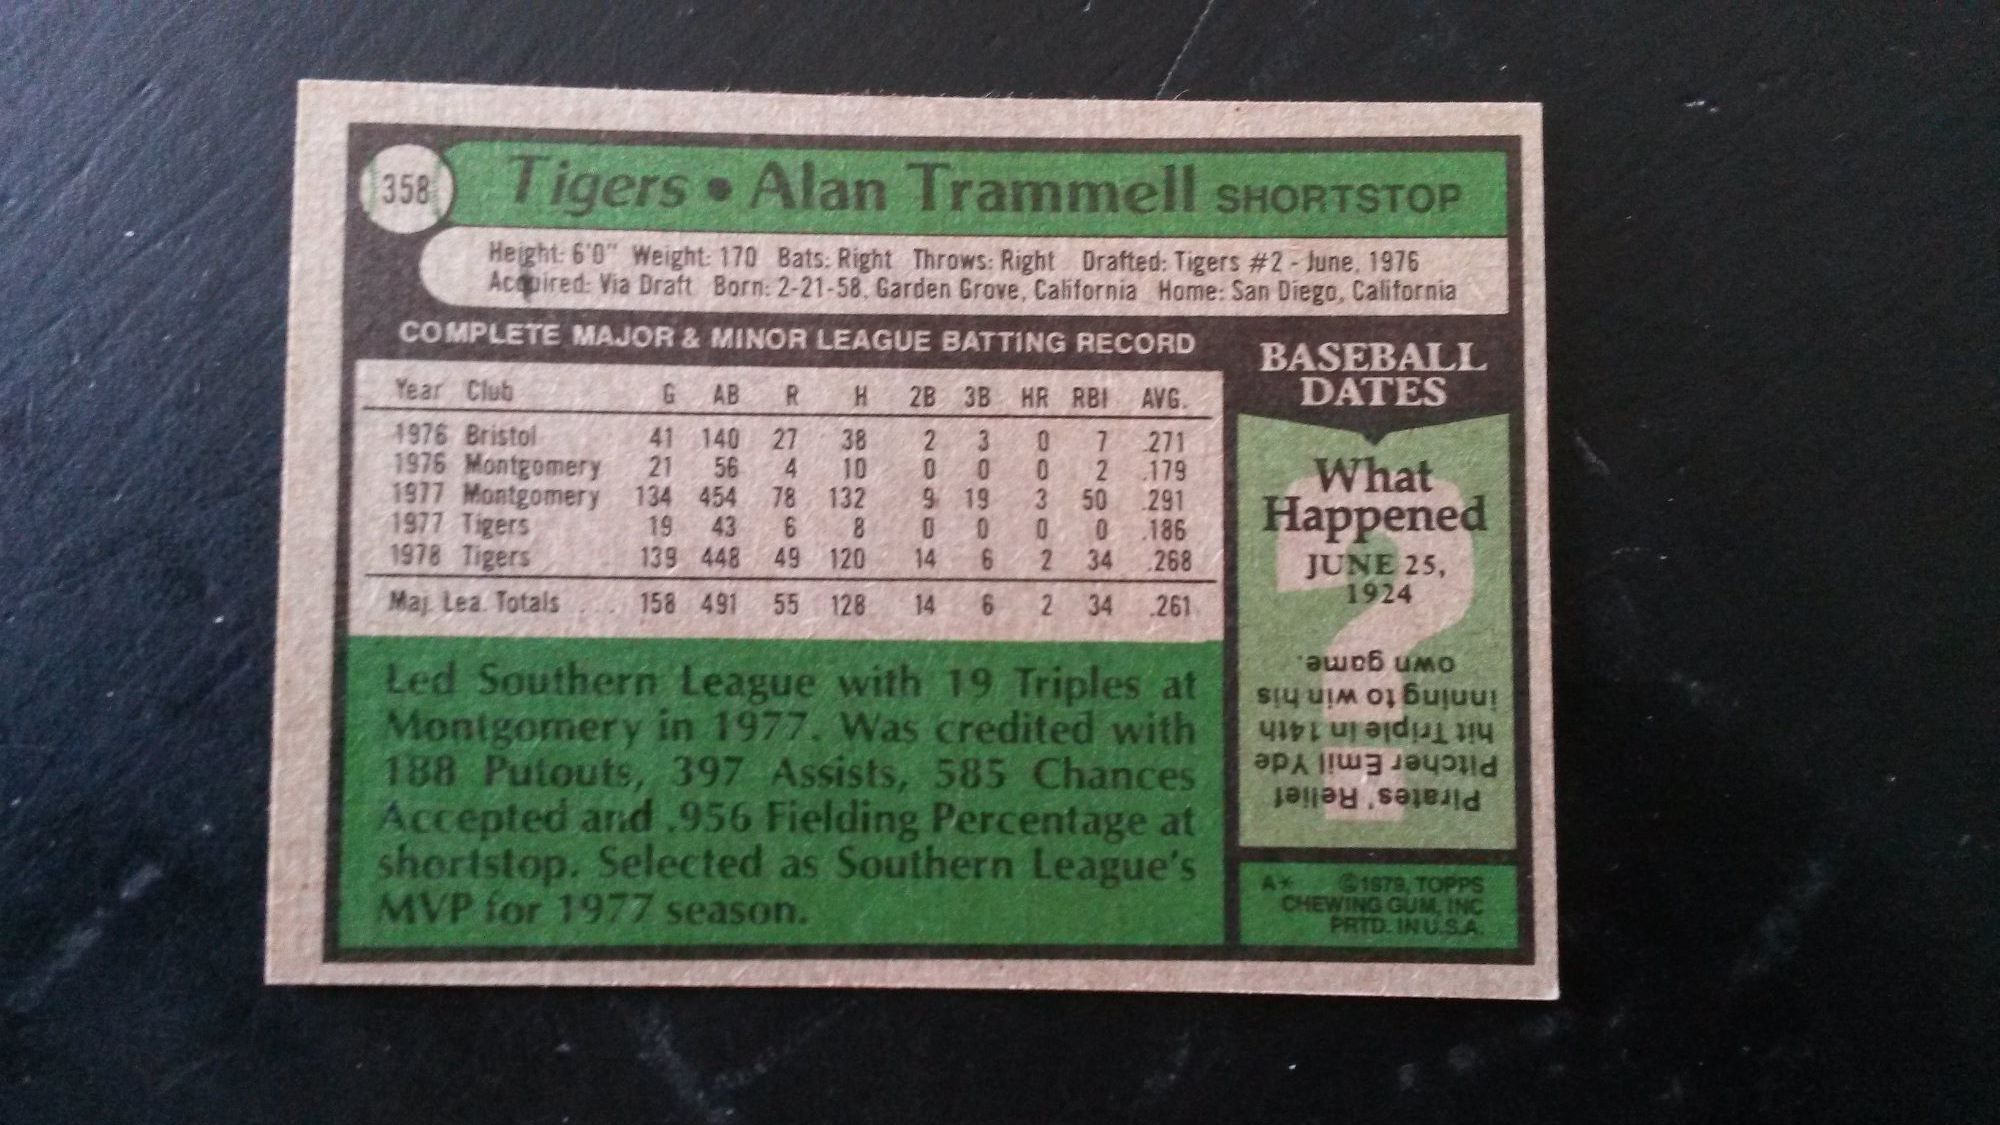 358 Tigers • Alan Trammell SHORTSTOP
Height: 6'0" Weight: 170 Bats: Right Throws: Right Drafted: Tigers #2 - June, 1976
Acquired: Via Draft Born: 2-21-58, Garden Grove, California Home: San Diego, California
COMPLETE MAJOR & MINOR LEAGUE BATTING RECORD
Year Club G AB R H 2B 3B HR RBI AVG.
1976 Bristol 41 140 27 38 2 3 0 7 .271
1976 Montgomery 21 56 4 10 0 0 0 2 .179
1977 Montgomery 134 454 78 132 9 19 3 50 .291
1977 Tigers 19 43 6 8 0 0 0 0 .186
1978 Tigers 139 448 49 120 14 6 2 34 .268
Maj. Lea. Totals . . . 158 491 55 128 14 6 2 34 .261
Led Southern League with 19 Triples at
Montgomery in 1977. Was credited with
188 Putouts, 397 Assists, 585 Chances
Accepted and .956 Fielding Percentage at
shortstop. Selected as Southern League's
MVP for 1977 season.
BASEBALL
DATES
What
Happened
JUNE 25,
1924
?
Pirates' Relief
Pitcher Emil Yde
hit Triple in 14th
inning to win his
own game.
A* ©1979, TOPPS
CHEWING GUM, INC
PRTD. IN U.S.A.